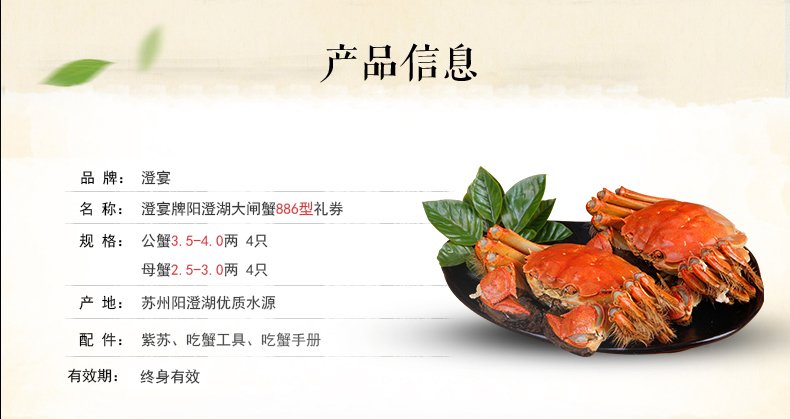 产品信息
品 牌： 澄宴
名 称： 澄宴牌阳澄湖大闸蟹886型礼券
规 格： 公蟹3.5-4.0两 4只
母蟹2.5-3.0两 4只
产 地： 苏州阳澄湖优质水源
配 件： 紫苏、吃蟹工具、吃蟹手册
有效期： 终身有效